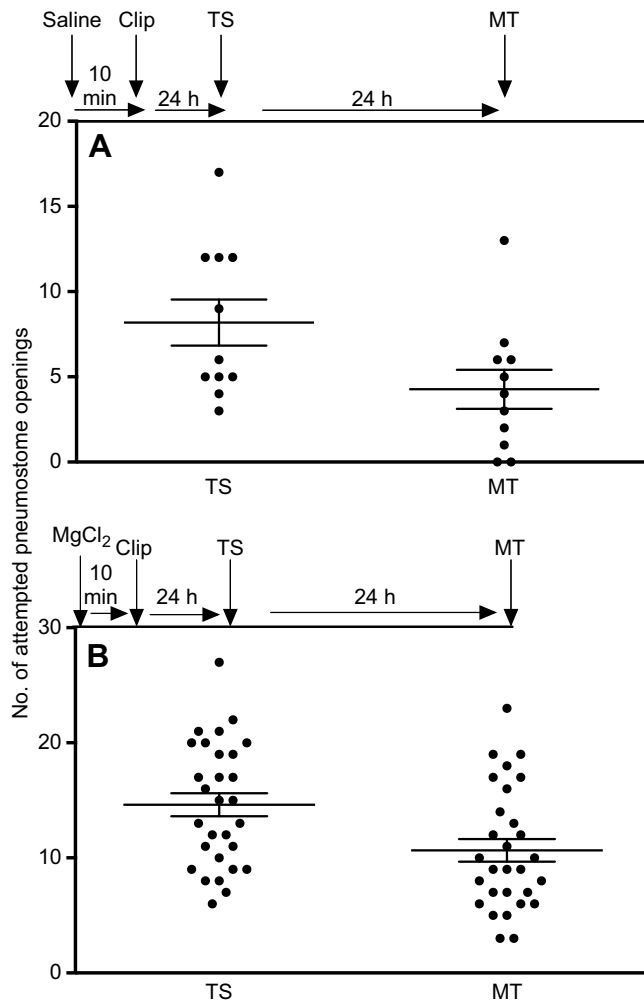 Saline Clip TS MT
10
min
24 h 24 h
20
A
15
10
5
0
TS MT
No. of attempted pneumostome openings
MgCl2 Clip TS MT
10
min
24 h 24 h
30
B
20
10
0
TS MT